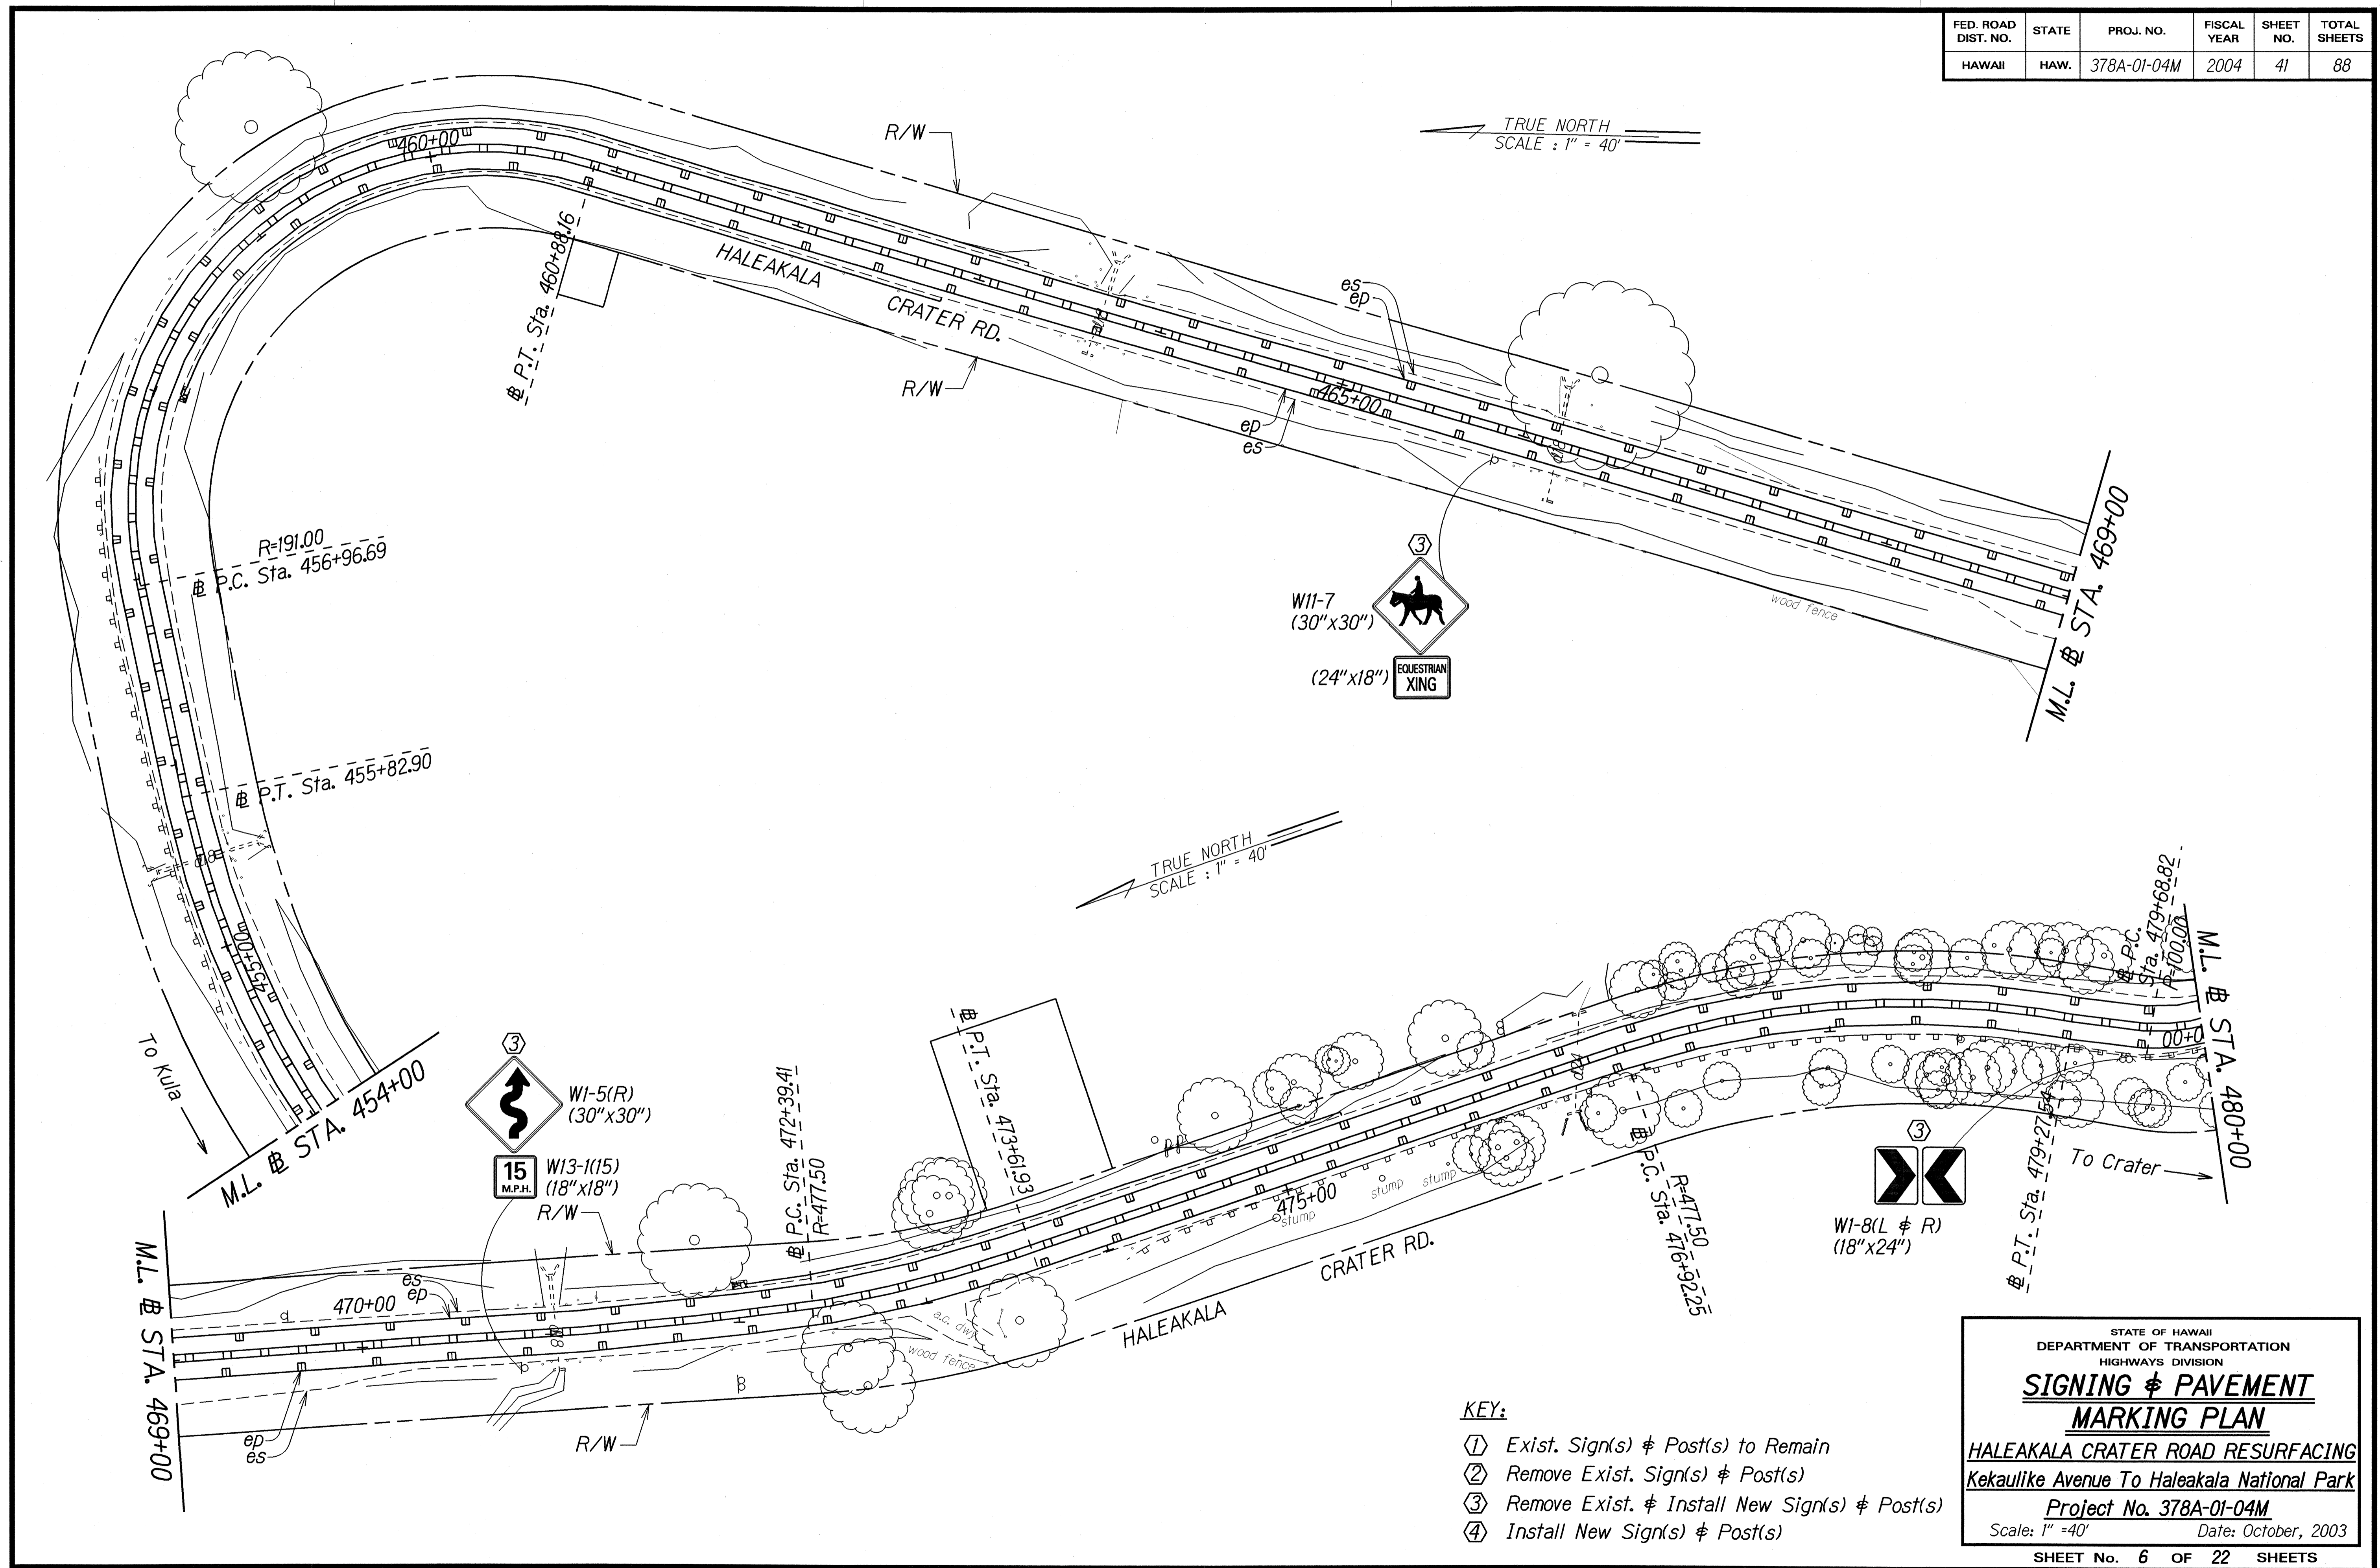 FED. ROAD DIST. NO. STATE PROJ. NO. FISCAL YEAR SHEET NO. TOTAL SHEETS
HAWAII HAW. 378A-01-04M 2004 41 88
TRUE NORTH
SCALE : 1" = 40'
R/W
460+00
HALEAKALA
CRATER RD.
R/W
℔ P.T. Sta. 460+88.16
d18
es
ep
465+00
ep
es
d18
R=191.00
℔ P.C. Sta. 456+96.69
3
W11-7
(30"x30")
(24"x18")
EQUESTRIAN
XING
wood fence
M.L. ℔ STA. 469+00
℔ P.T. Sta. 455+82.90
d18
455+00
To Kula
M.L. ℔ STA. 454+00
TRUE NORTH
SCALE : 1" = 40'
3
W1-5(R)
(30"x30")
15
M.P.H.
W13-1(15)
(18"x18")
R/W
℔ P.C. Sta. 472+39.41
R=477.50
℔ P.T. Sta. 473+61.93
pp
d24
℔ P.C.
Sta. 479+68.82
R=100.00
M.L. ℔ STA. 480+00
00+0
475+00
stump
stump
stump
R=477.50
℔ P.C. Sta. 476+92.25
3
W1-8(L & R)
(18"x24")
℔ P.T. Sta. 479+27.54
To Crater
M.L. ℔ STA. 469+00
es
ep
470+00
d18
a.c. dwy
wood fence
HALEAKALA
CRATER RD.
ep
es
R/W
KEY:
1 Exist. Sign(s) & Post(s) to Remain
2 Remove Exist. Sign(s) & Post(s)
3 Remove Exist. & Install New Sign(s) & Post(s)
4 Install New Sign(s) & Post(s)
STATE OF HAWAII
DEPARTMENT OF TRANSPORTATION
HIGHWAYS DIVISION
SIGNING & PAVEMENT
MARKING PLAN
HALEAKALA CRATER ROAD RESURFACING
Kekaulike Avenue To Haleakala National Park
Project No. 378A-01-04M
Scale: 1" =40' Date: October, 2003
SHEET No. 6 OF 22 SHEETS